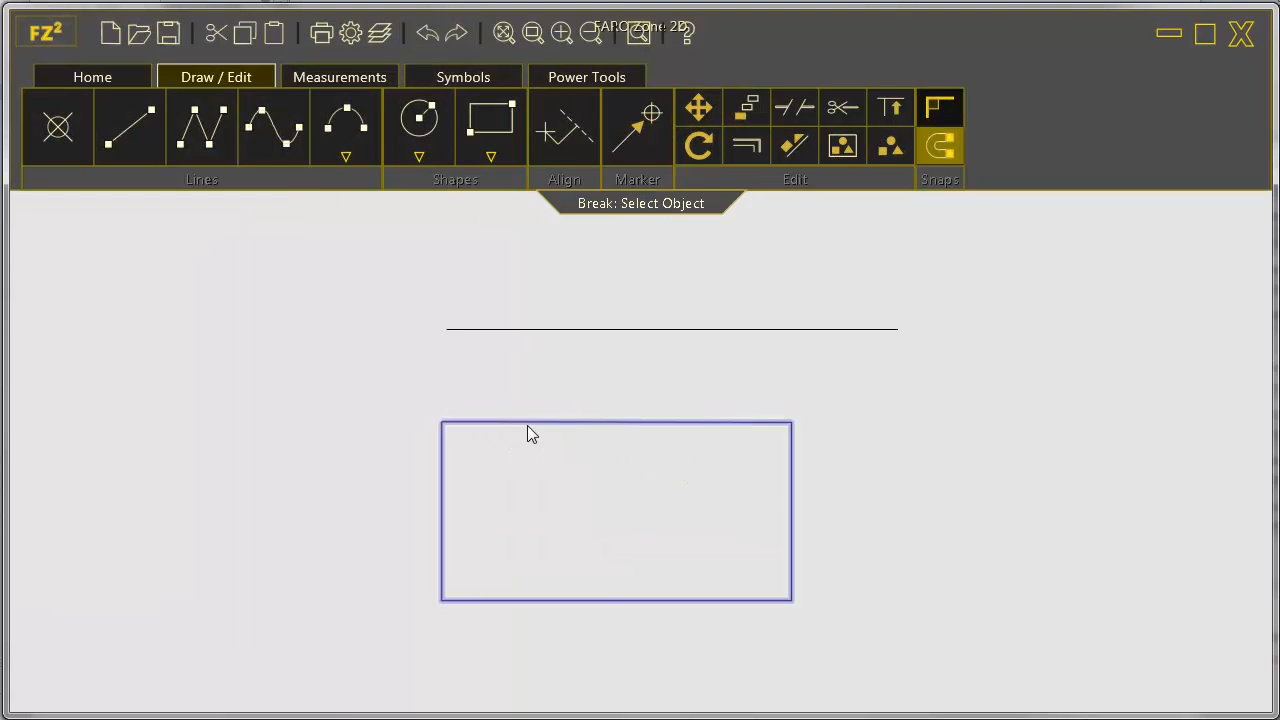 FZ²
FARO Zone 2D
Home
Draw / Edit
Measurements
Symbols
Power Tools
Lines
Shapes
Align
Marker
Edit
Snaps
Break: Select Object